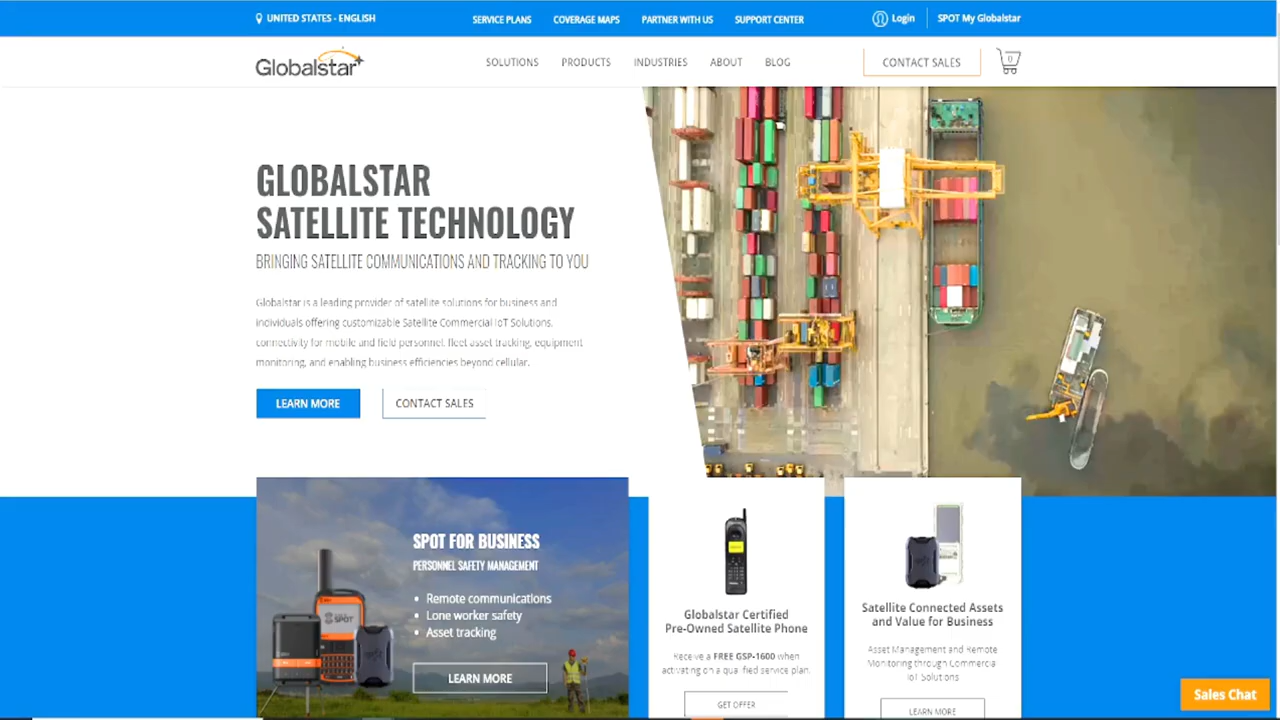 UNITED STATES - ENGLISH
SERVICE PLANS
COVERAGE MAPS
PARTNER WITH US
SUPPORT CENTER
Login
SPOT My Globalstar
Globalstar
SOLUTIONS
PRODUCTS
INDUSTRIES
ABOUT
BLOG
CONTACT SALES
0
GLOBALSTAR
SATELLITE TECHNOLOGY
BRINGING SATELLITE COMMUNICATIONS AND TRACKING TO YOU
Globalstar is a leading provider of satellite solutions for business and
individuals offering customizable Satellite Commercial IoT Solutions,
connectivity for mobile and field personnel, fleet asset tracking, equipment
monitoring, and enabling business efficiencies beyond cellular.
LEARN MORE
CONTACT SALES
SPOT FOR BUSINESS
PERSONNEL SAFETY MANAGEMENT
• Remote communications
• Lone worker safety
• Asset tracking
LEARN MORE
SPOT
Globalstar Certified
Pre-Owned Satellite Phone
Receive a FREE GSP-1600 when
activating on a qualified service plan.
GET OFFER
Satellite Connected Assets
and Value for Business
Asset Management and Remote
Monitoring through Commercial
IoT Solutions
LEARN MORE
Sales Chat